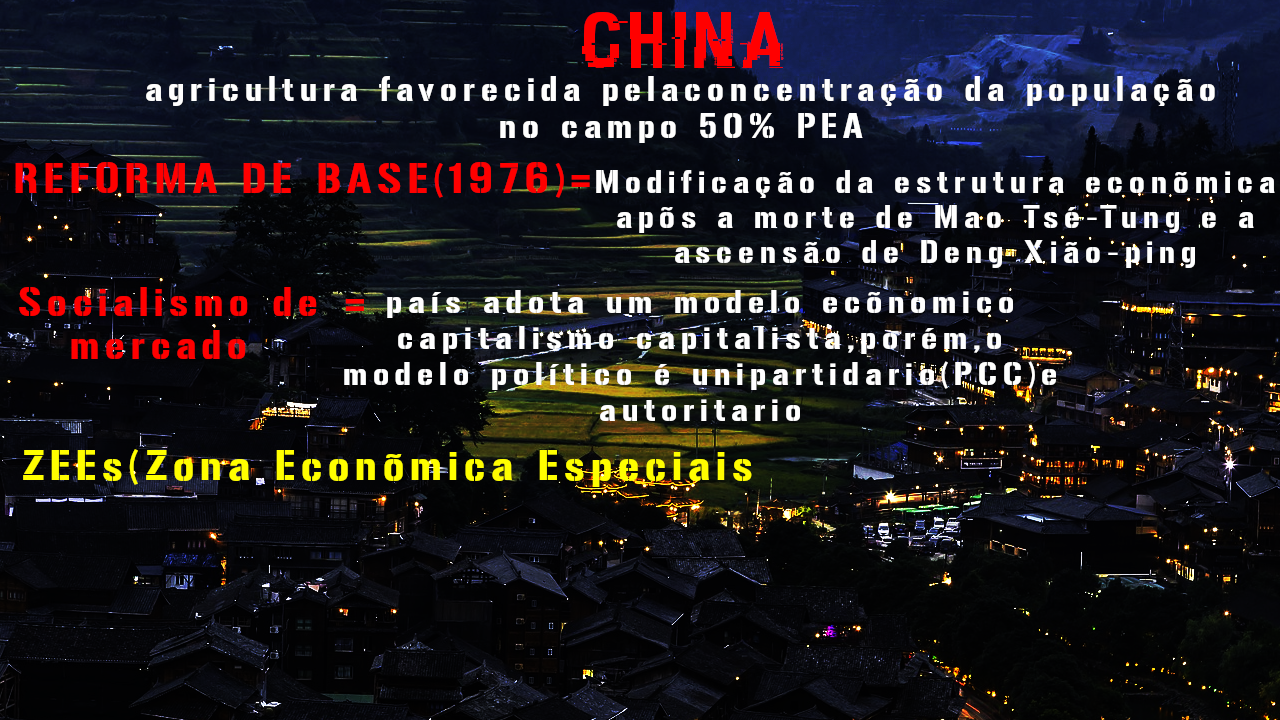 CHINA
agricultura favorecida pelaconcentração da população
no campo 50% PEA
REFORMA DE BASE(1976)=Modificação da estrutura econõmica
apõs a morte de Mao Tsé-Tung e a
ascensão de Deng Xião-ping
Socialismo de = país adota um modelo ecõnomico
mercado
capitalismo capitalista,porém,o
modelo político é unipartidario(PCC)e
autoritario
ZEEs(Zona Econõmica Especiais